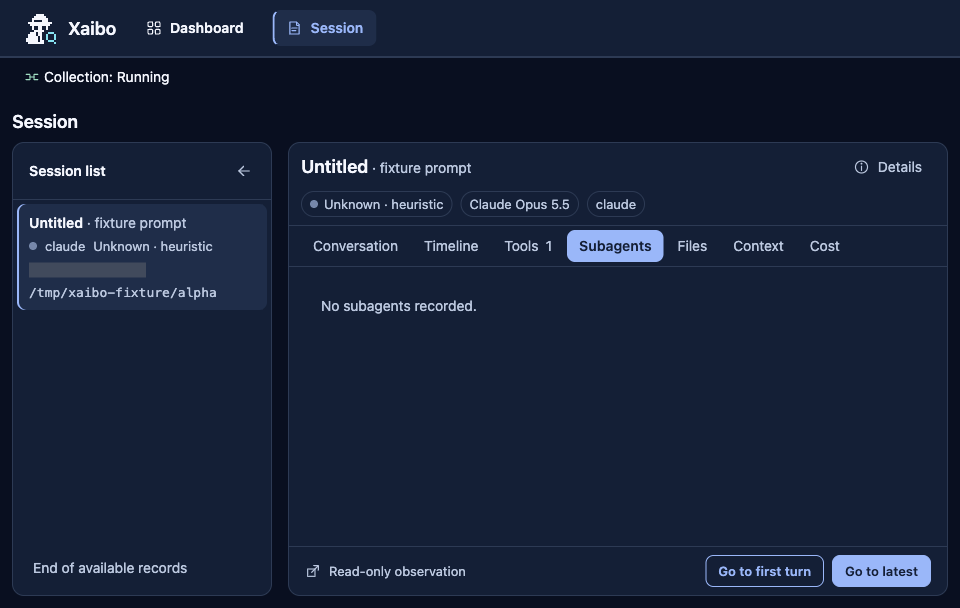 Xaibo Dashboard Session
Collection: Running
Session
Session list
Untitled · fixture prompt
claude Unknown · heuristic
/tmp/xaibo-fixture/alpha
End of available records
Untitled · fixture prompt Details
Unknown · heuristic Claude Opus 5.5 claude
Conversation Timeline Tools 1 Subagents Files Context Cost
No subagents recorded.
Read-only observation Go to first turn Go to latest